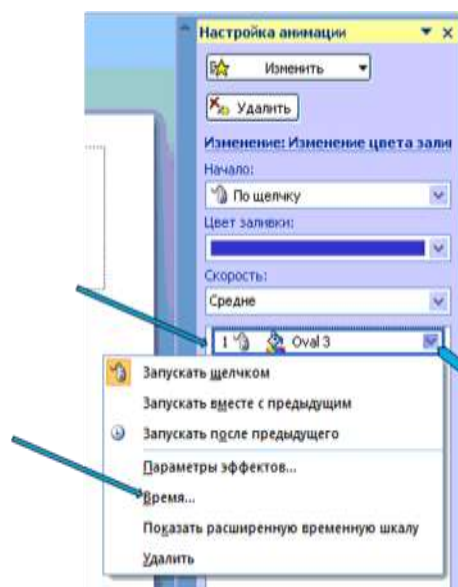 Настройка анимации
Изменить
Удалить
Изменение: Изменение цвета зали
Начало:
По щелчку
Цвет заливки:
Скорость:
Средне
1 Oval 3
Запускать щелчком
Запускать вместе с предыдущим
Запускать после предыдущего
Параметры эффектов...
Время...
Показать расширенную временную шкалу
Удалить